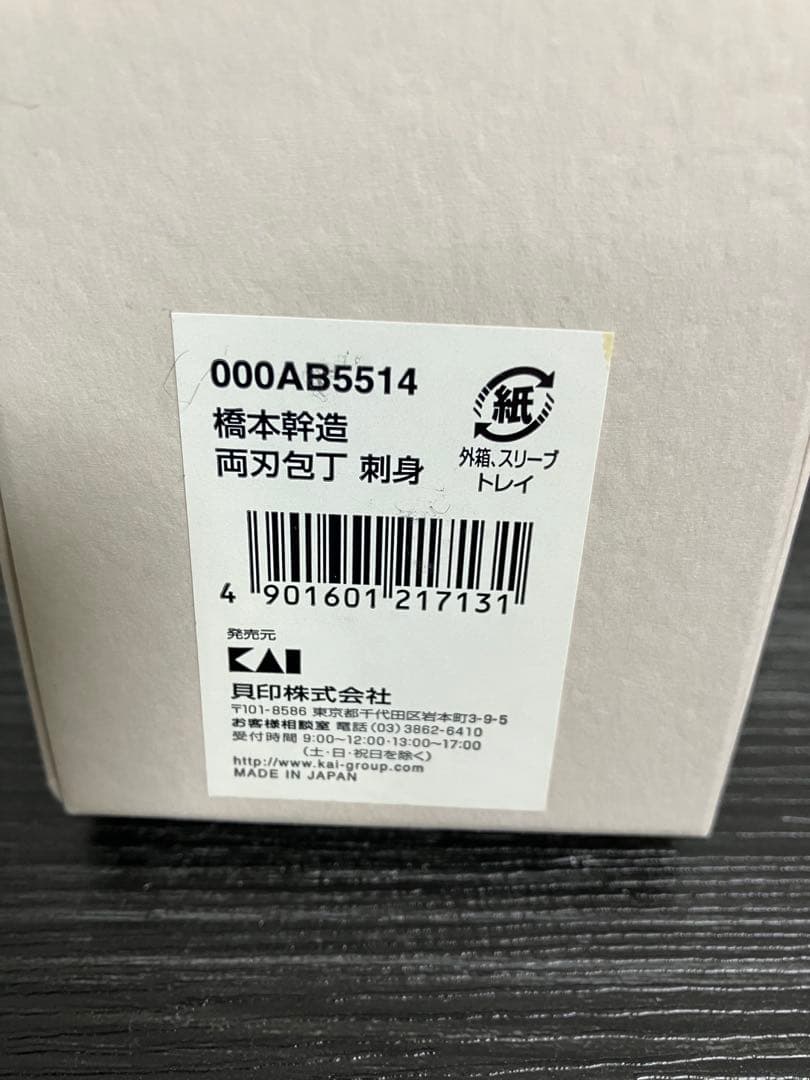 000AB5514
橋本幹造
両刃包丁 刺身
紙
外箱、スリーブ
トレイ
4 901601 217131
発売元
KAI
貝印株式会社
〒101-8586 東京都千代田区岩本町3-9-5
お客様相談室 電話(03)3862-6410
受付時間 9:00〜12:00・13:00〜17:00
(土・日・祝日を除く)
http://www.kai-group.com
MADE IN JAPAN